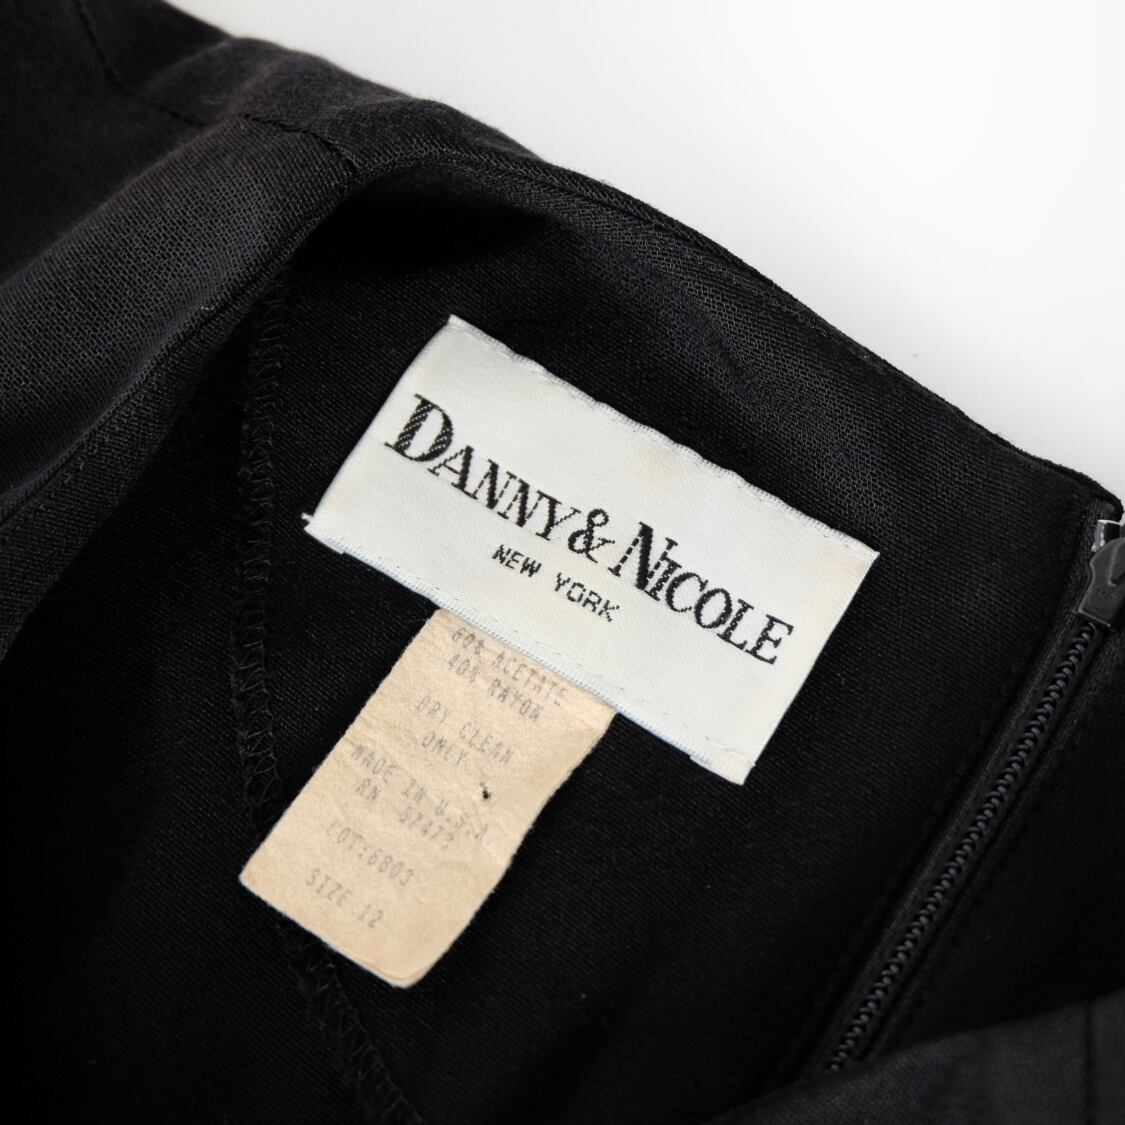 DANNY & NICOLE
NEW YORK
60% ACETATE
40% RAYON
DRY CLEAN
ONLY
MADE IN U.S.A
RN 67473
LOT:6803
SIZE 12